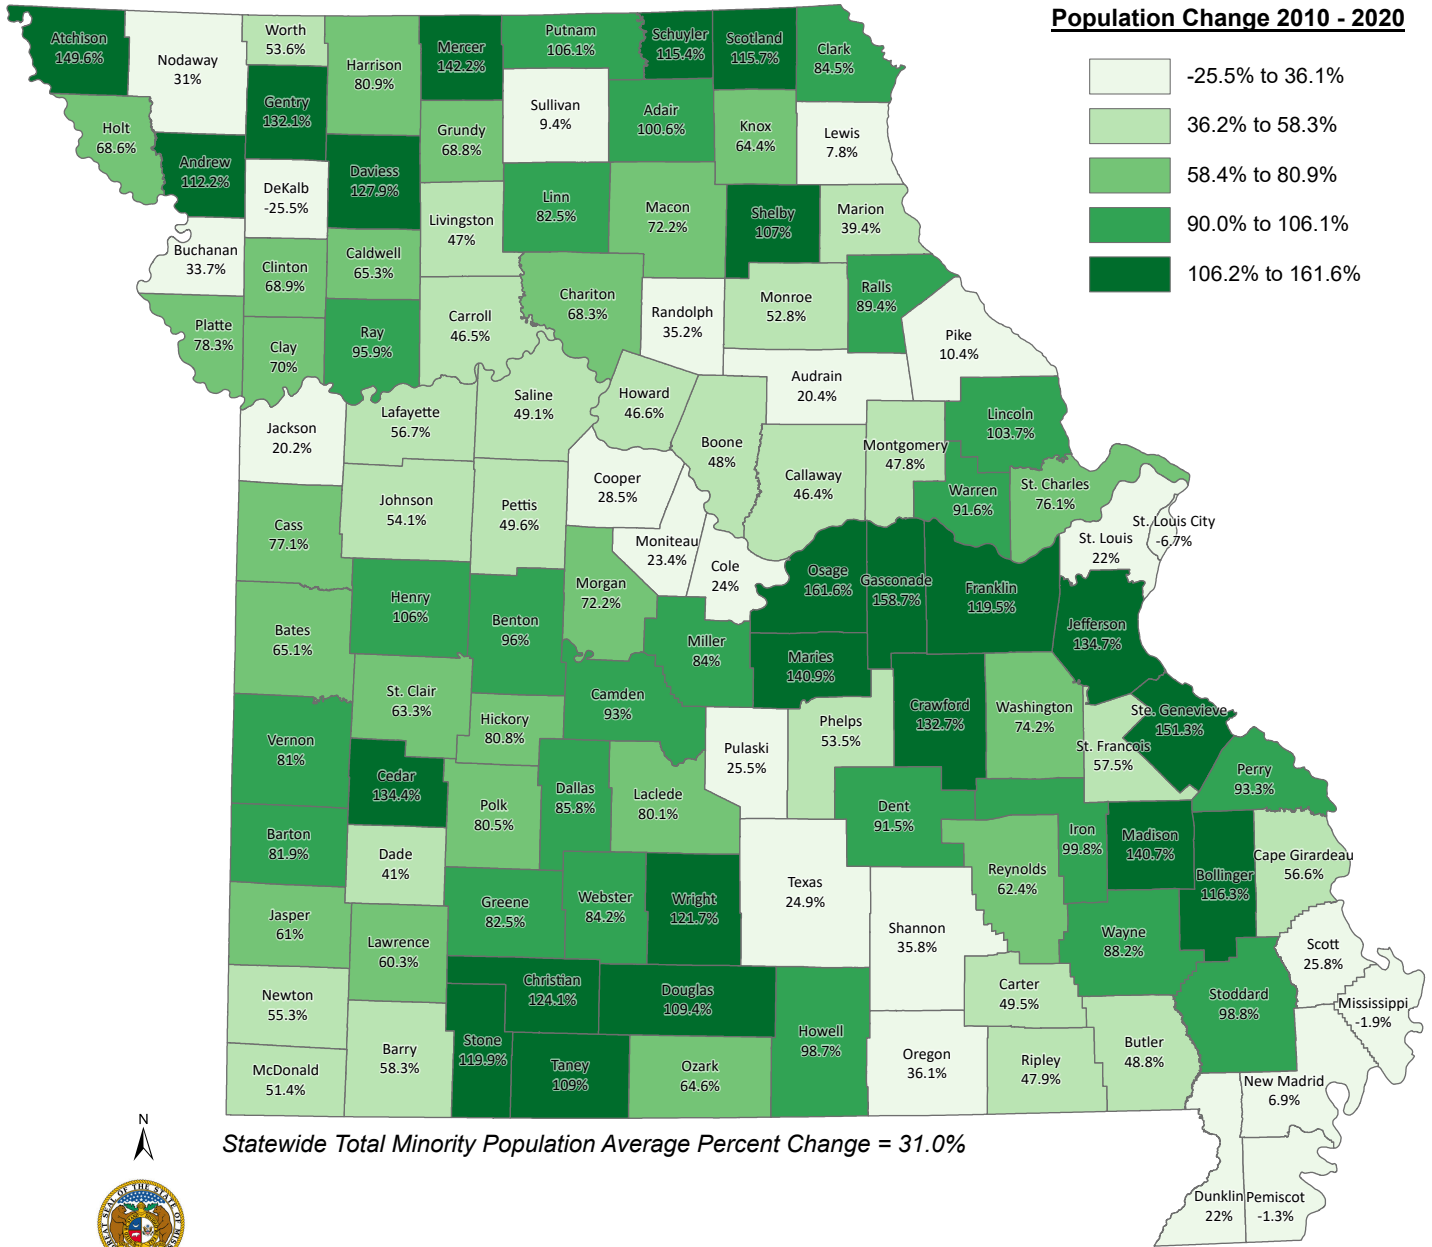 Population Change 2010 - 2020
-25.5% to 36.1%
36.2% to 58.3%
58.4% to 80.9%
90.0% to 106.1%
106.2% to 161.6%
Atchison
149.6%
Nodaway
31%
Worth
53.6%
Harrison
80.9%
Mercer
142.2%
Putnam
106.1%
Schuyler
115.4%
Scotland
115.7%
Clark
84.5%
Holt
68.6%
Andrew
112.2%
Gentry
132.1%
DeKalb
-25.5%
Daviess
127.9%
Grundy
68.8%
Sullivan
9.4%
Adair
100.6%
Knox
64.4%
Lewis
7.8%
Buchanan
33.7%
Clinton
68.9%
Caldwell
65.3%
Livingston
47%
Linn
82.5%
Macon
72.2%
Shelby
107%
Marion
39.4%
Platte
78.3%
Clay
70%
Ray
95.9%
Carroll
46.5%
Chariton
68.3%
Randolph
35.2%
Monroe
52.8%
Ralls
89.4%
Pike
10.4%
Audrain
20.4%
Jackson
20.2%
Lafayette
56.7%
Saline
49.1%
Howard
46.6%
Boone
48%
Callaway
46.4%
Montgomery
47.8%
Lincoln
103.7%
Warren
91.6%
St. Charles
76.1%
St. Louis City
-6.7%
St. Louis
22%
Cass
77.1%
Johnson
54.1%
Pettis
49.6%
Cooper
28.5%
Moniteau
23.4%
Cole
24%
Osage
161.6%
Gasconade
158.7%
Franklin
119.5%
Jefferson
134.7%
Bates
65.1%
Henry
106%
Benton
96%
Morgan
72.2%
Miller
84%
Maries
140.9%
Vernon
81%
St. Clair
63.3%
Hickory
80.8%
Camden
93%
Pulaski
25.5%
Phelps
53.5%
Crawford
132.7%
Washington
74.2%
St. Francois
57.5%
Ste. Genevieve
151.3%
Perry
93.3%
Barton
81.9%
Cedar
134.4%
Polk
80.5%
Dallas
85.8%
Laclede
80.1%
Dent
91.5%
Iron
99.8%
Madison
140.7%
Bollinger
116.3%
Cape Girardeau
56.6%
Dade
41%
Jasper
61%
Lawrence
60.3%
Greene
82.5%
Webster
84.2%
Wright
121.7%
Texas
24.9%
Shannon
35.8%
Reynolds
62.4%
Wayne
88.2%
Scott
25.8%
Newton
55.3%
McDonald
51.4%
Barry
58.3%
Stone
119.9%
Christian
124.1%
Taney
109%
Douglas
109.4%
Ozark
64.6%
Howell
98.7%
Oregon
36.1%
Carter
49.5%
Ripley
47.9%
Butler
48.8%
Stoddard
98.8%
Mississippi
-1.9%
New Madrid
6.9%
Dunklin
22%
Pemiscot
-1.3%
N
Statewide Total Minority Population Average Percent Change = 31.0%